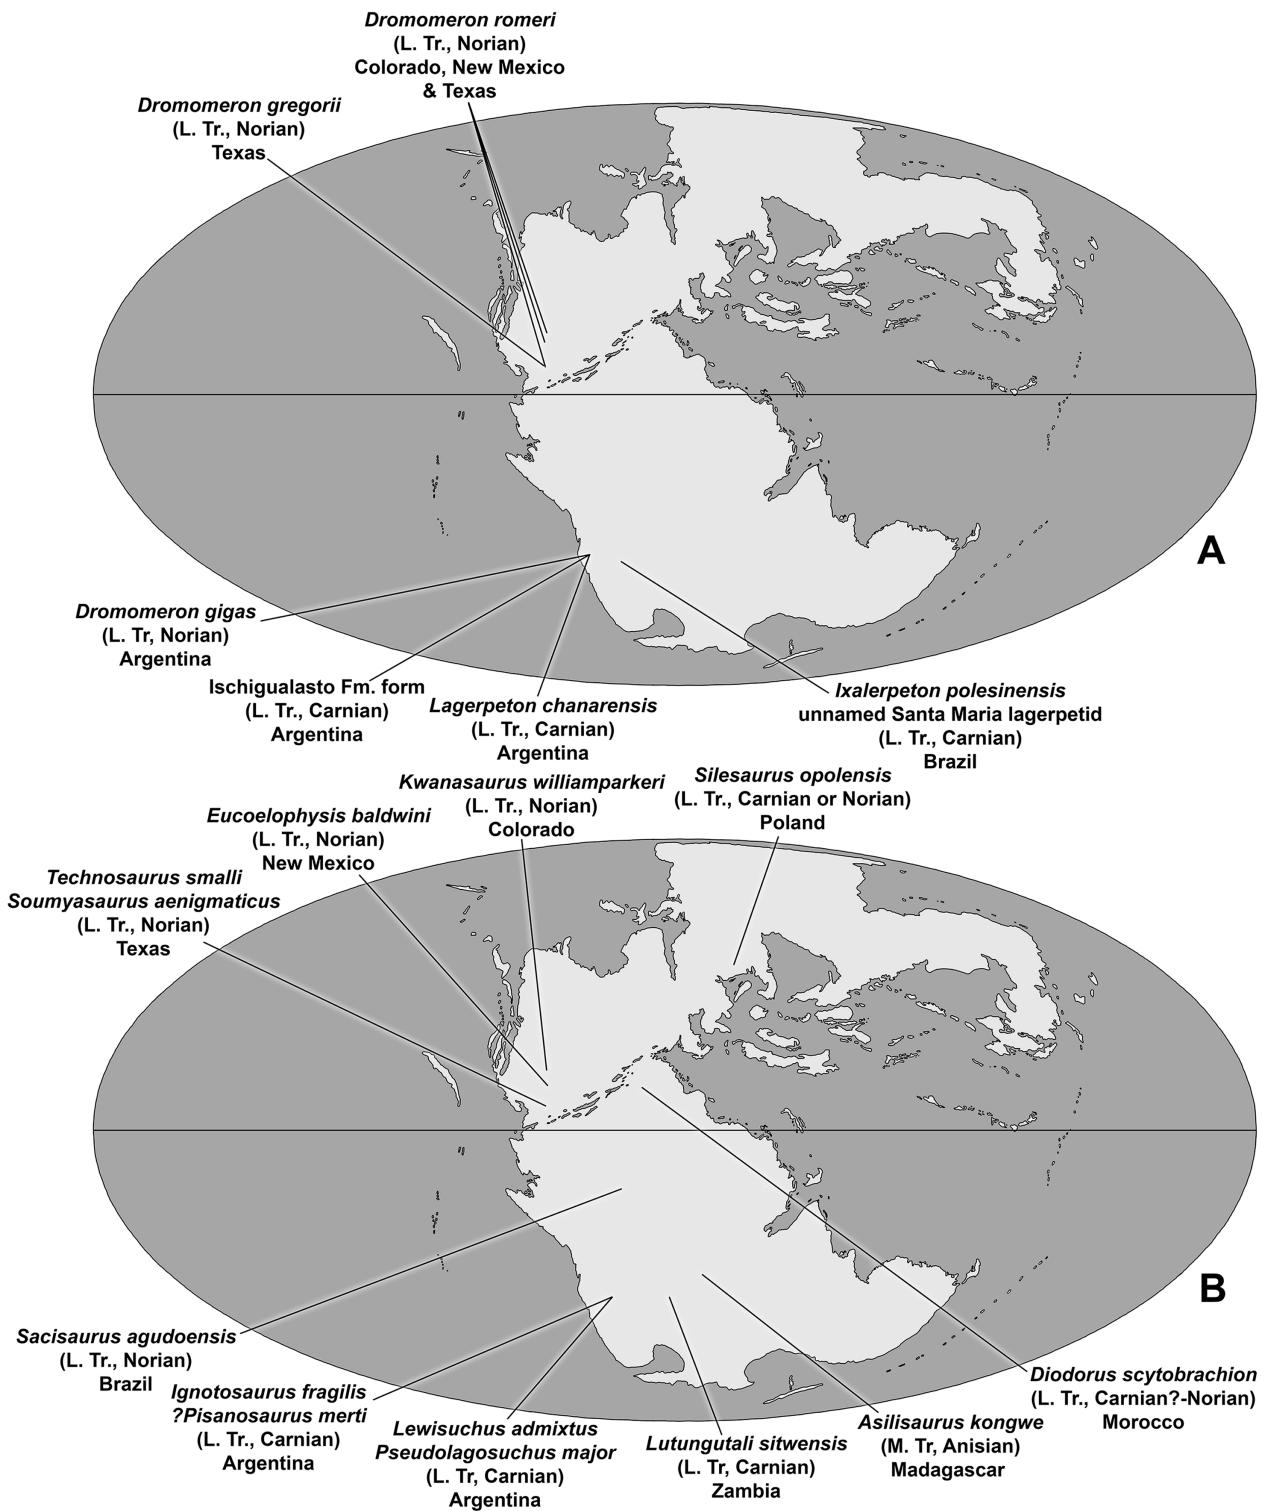 Dromomeron romeri
(L. Tr., Norian)
Colorado, New Mexico
& Texas
Dromomeron gregorii
(L. Tr., Norian)
Texas
A
Dromomeron gigas
(L. Tr, Norian)
Argentina
Ischigualasto Fm. form
(L. Tr., Carnian)
Argentina
Lagerpeton chanarensis
(L. Tr., Carnian)
Argentina
Ixalerpeton polesinensis
unnamed Santa Maria lagerpetid
(L. Tr., Carnian)
Brazil
Kwanasaurus williamparkeri
(L. Tr., Norian)
Colorado
Silesaurus opolensis
(L. Tr., Carnian or Norian)
Poland
Eucoelophysis baldwini
(L. Tr., Norian)
New Mexico
Technosaurus smalli
Soumyasaurus aenigmaticus
(L. Tr., Norian)
Texas
B
Sacisaurus agudoensis
(L. Tr., Norian)
Brazil
Ignotosaurus fragilis
?Pisanosaurus merti
(L. Tr., Carnian)
Argentina
Lewisuchus admixtus
Pseudolagosuchus major
(L. Tr, Carnian)
Argentina
Lutungutali sitwensis
(L. Tr, Carnian)
Zambia
Asilisaurus kongwe
(M. Tr, Anisian)
Madagascar
Diodorus scytobrachion
(L. Tr., Carnian?-Norian)
Morocco